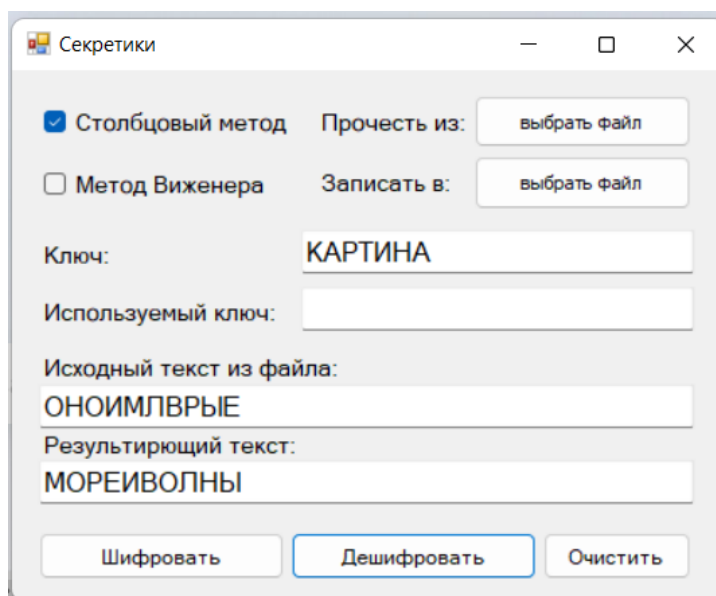 Секретики
Столбцовый метод Прочесть из: выбрать файл
Метод Виженера Записать в: выбрать файл
Ключ: КАРТИНА
Используемый ключ:
Исходный текст из файла:
ОНОИМЛВРЫЕ
Результирющий текст:
МОРЕИВОЛНЫ
Шифровать Дешифровать Очистить